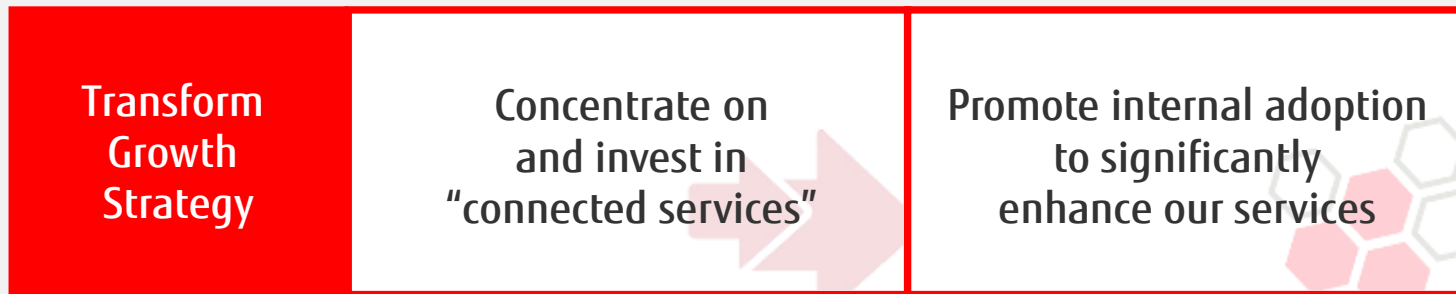 Transform
Growth
Strategy
Concentrate on
and invest in
“connected services”
Promote internal adoption
to significantly
enhance our services